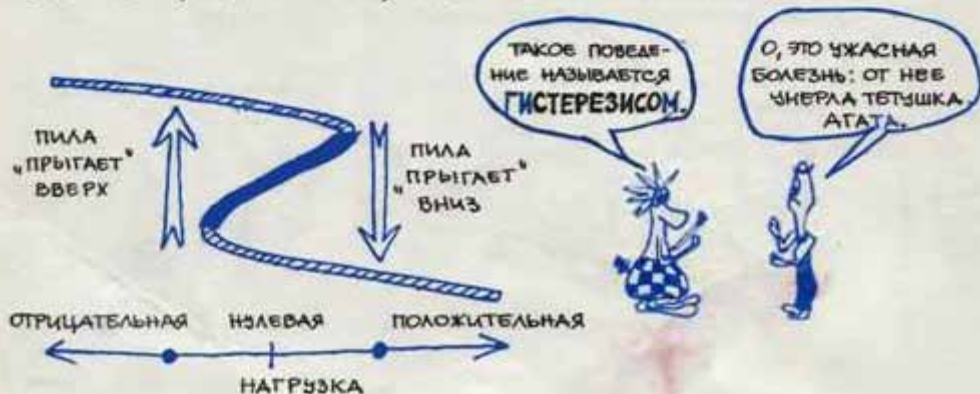 ТАКОЕ ПОВЕДЕ-
НИЕ НАЗЫВАЕТСЯ
ГИСТЕРЕЗИСОМ.
О, ЭТО УЖАСНАЯ
БОЛЕЗНЬ: ОТ НЕЕ
УМЕРЛА ТЕТУШКА
АГАТА.
ПИЛА
„ПРЫГАЕТ“
ВВЕРХ
ПИЛА
„ПРЫГАЕТ“
ВНИЗ
ОТРИЦАТЕЛЬНАЯ НУЛЕВАЯ ПОЛОЖИТЕЛЬНАЯ
НАГРУЗКА